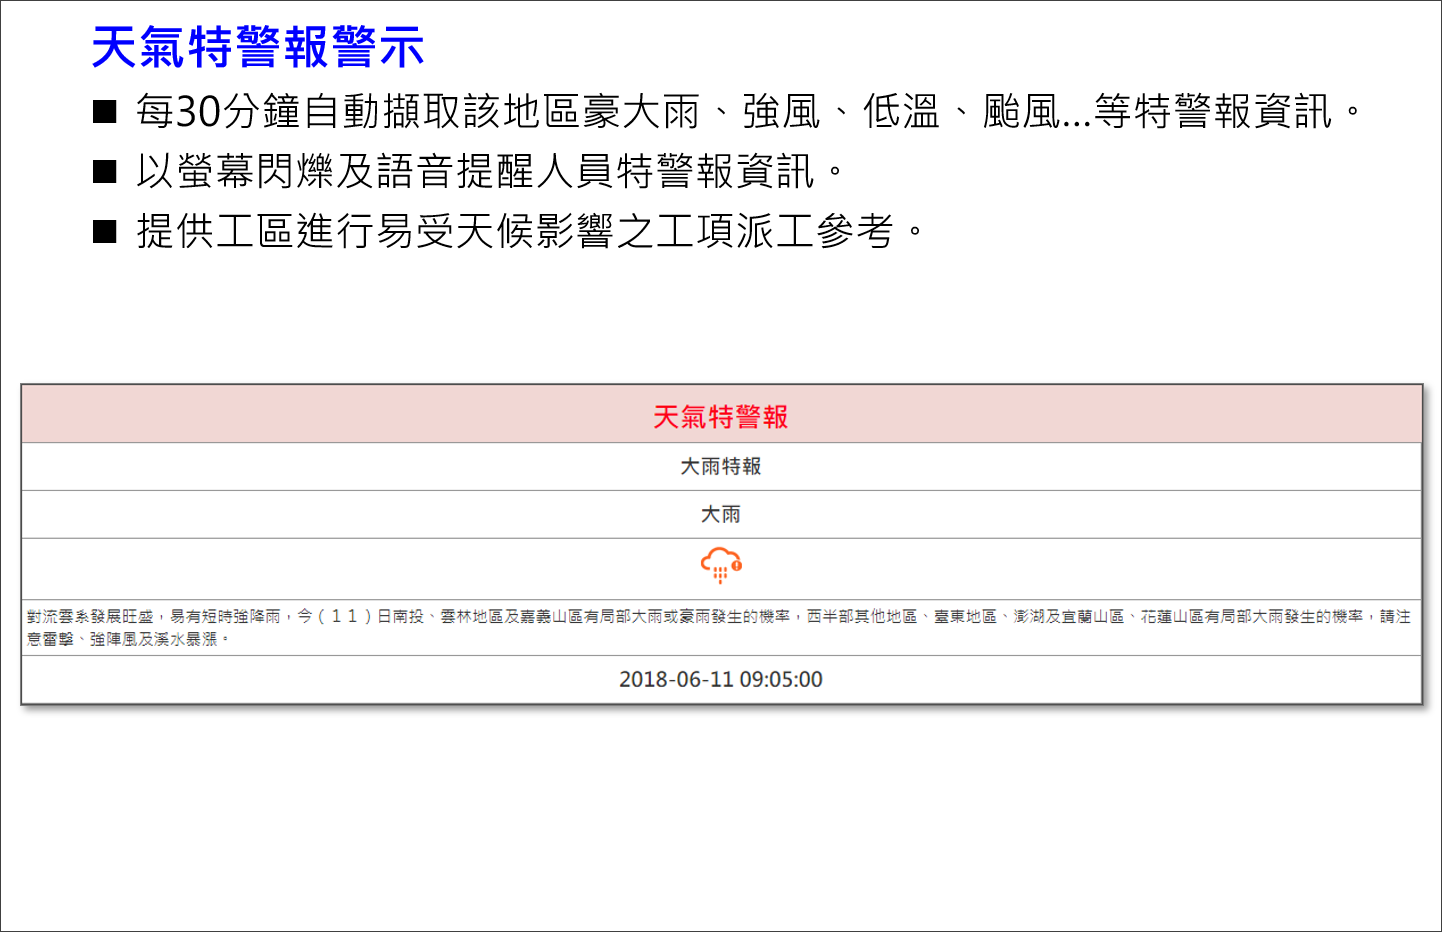 天氣特警報警示
■ 每30分鐘自動擷取該地區豪大雨、強風、低溫、颱風...等特警報資訊。
■ 以螢幕閃爍及語音提醒人員特警報資訊。
■ 提供工區進行易受天候影響之工項派工參考。
天氣特警報
大雨特報
大雨
對流雲系發展旺盛，易有短時強降雨，今（１１）日南投、雲林地區及嘉義山區有局部大雨或豪雨發生的機率，西半部其他地區、臺東地區、澎湖及宜蘭山區、花蓮山區有局部大雨發生的機率，請注
意雷擊、強陣風及溪水暴漲。
2018-06-11 09:05:00